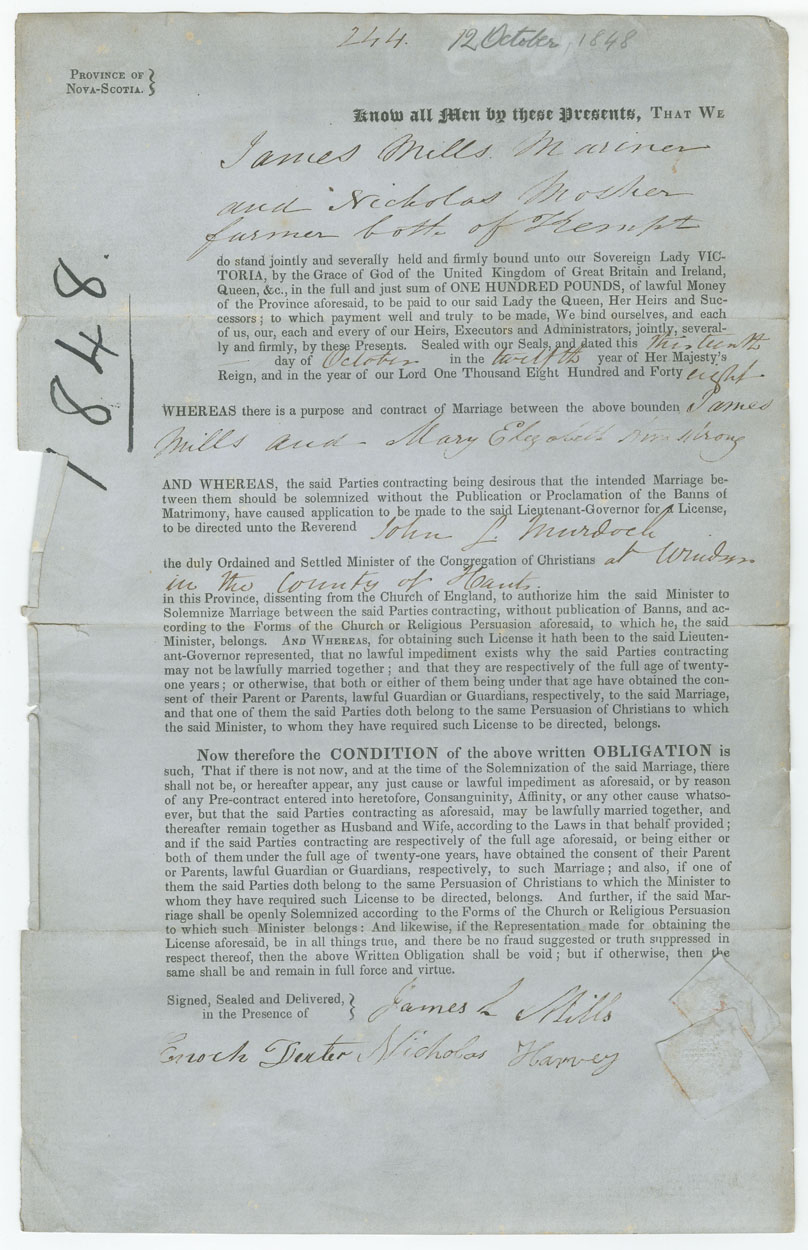 244. 12 October, 1848
PROVINCE OF
NOVA-SCOTIA.
Know all Men by these Presents, THAT WE
James Mills. Mariner
and Nicholas Mosher
farmer both of Kempt
do stand jointly and severally held and firmly bound unto our Sovereign Lady VIC-
TORIA, by the Grace of God of the United Kingdom of Great Britain and Ireland,
Queen, &c., in the full and just sum of ONE HUNDRED POUNDS, of lawful Money
of the Province aforesaid, to be paid to our said Lady the Queen, Her Heirs and Suc-
cessors; to which payment well and truly to be made, We bind ourselves, and each
of us, our, each and every of our Heirs, Executors and Administrators, jointly, several-
ly and firmly, by these Presents. Sealed with our Seals, and dated this thirteenth
day of October in the twelfth year of Her Majesty's
Reign, and in the year of our Lord One Thousand Eight Hundred and Forty eight
1848.
WHEREAS there is a purpose and contract of Marriage between the above bounden James
Mills and Mary Elizabeth Armstrong
AND WHEREAS, the said Parties contracting being desirous that the intended Marriage be-
tween them should be solemnized without the Publication or Proclamation of the Banns of
Matrimony, have caused application to be made to the said Lieutenant-Governor for a License,
to be directed unto the Reverend John L. Murdoch
the duly Ordained and Settled Minister of the Congregation of Christians at Windsor
in the County of Hants.
in this Province, dissenting from the Church of England, to authorize him the said Minister to
Solemnize Marriage between the said Parties contracting, without publication of Banns, and ac-
cording to the Forms of the Church or Religious Persuasion aforesaid, to which he, the said
Minister, belongs. AND WHEREAS, for obtaining such License it hath been to the said Lieuten-
ant-Governor represented, that no lawful impediment exists why the said Parties contracting
may not be lawfully married together; and that they are respectively of the full age of twenty-
one years; or otherwise, that both or either of them being under that age have obtained the con-
sent of their Parent or Parents, lawful Guardian or Guardians, respectively, to the said Marriage,
and that one of them the said Parties doth belong to the same Persuasion of Christians to which
the said Minister, to whom they have required such License to be directed, belongs.
Now therefore the CONDITION of the above written OBLIGATION is
such, That if there is not now, and at the time of the Solemnization of the said Marriage, there
shall not be, or hereafter appear, any just cause or lawful impediment as aforesaid, or by reason
of any Pre-contract entered into heretofore, Consanguinity, Affinity, or any other cause whatso-
ever, but that the said Parties contracting as aforesaid, may be lawfully married together, and
thereafter remain together as Husband and Wife, according to the Laws in that behalf provided;
and if the said Parties contracting are respectively of the full age aforesaid, or being either or
both of them under the full age of twenty-one years, have obtained the consent of their Parent
or Parents, lawful Guardian or Guardians, respectively, to such Marriage; and also, if one of
them the said Parties doth belong to the same Persuasion of Christians to which the Minister to
whom they have required such License to be directed, belongs. And further, if the said Mar-
riage shall be openly Solemnized according to the Forms of the Church or Religious Persuasion
to which such Minister belongs: And likewise, if the Representation made for obtaining the
License aforesaid, be in all things true, and there be no fraud suggested or truth suppressed in
respect thereof, then the above Written Obligation shall be void; but if otherwise, then the
same shall be and remain in full force and virtue.
Signed, Sealed and Delivered,
in the Presence of
James L Mills
Enoch Dexter Nicholas Harvey